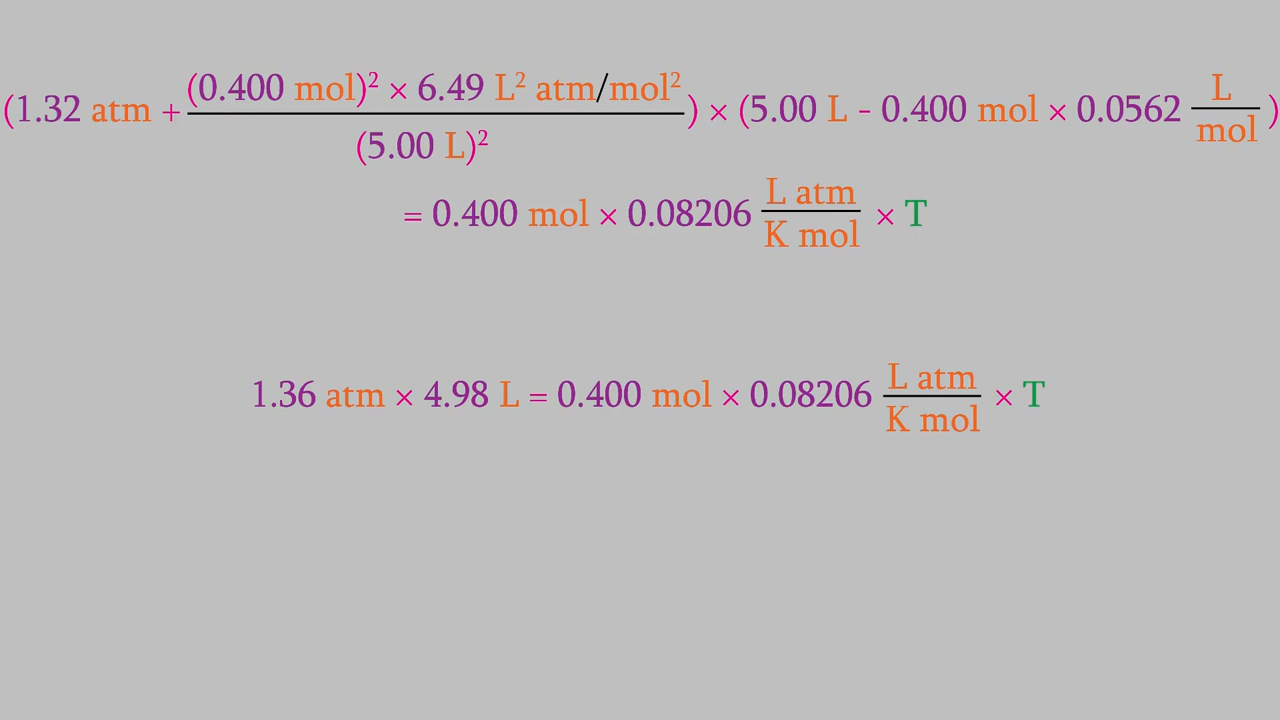 (1.32 atm + (0.400 mol)² × 6.49 L² atm/mol² / (5.00 L)²) × (5.00 L - 0.400 mol × 0.0562 L/mol)
= 0.400 mol × 0.08206 L atm/K mol × T
1.36 atm × 4.98 L = 0.400 mol × 0.08206 L atm/K mol × T